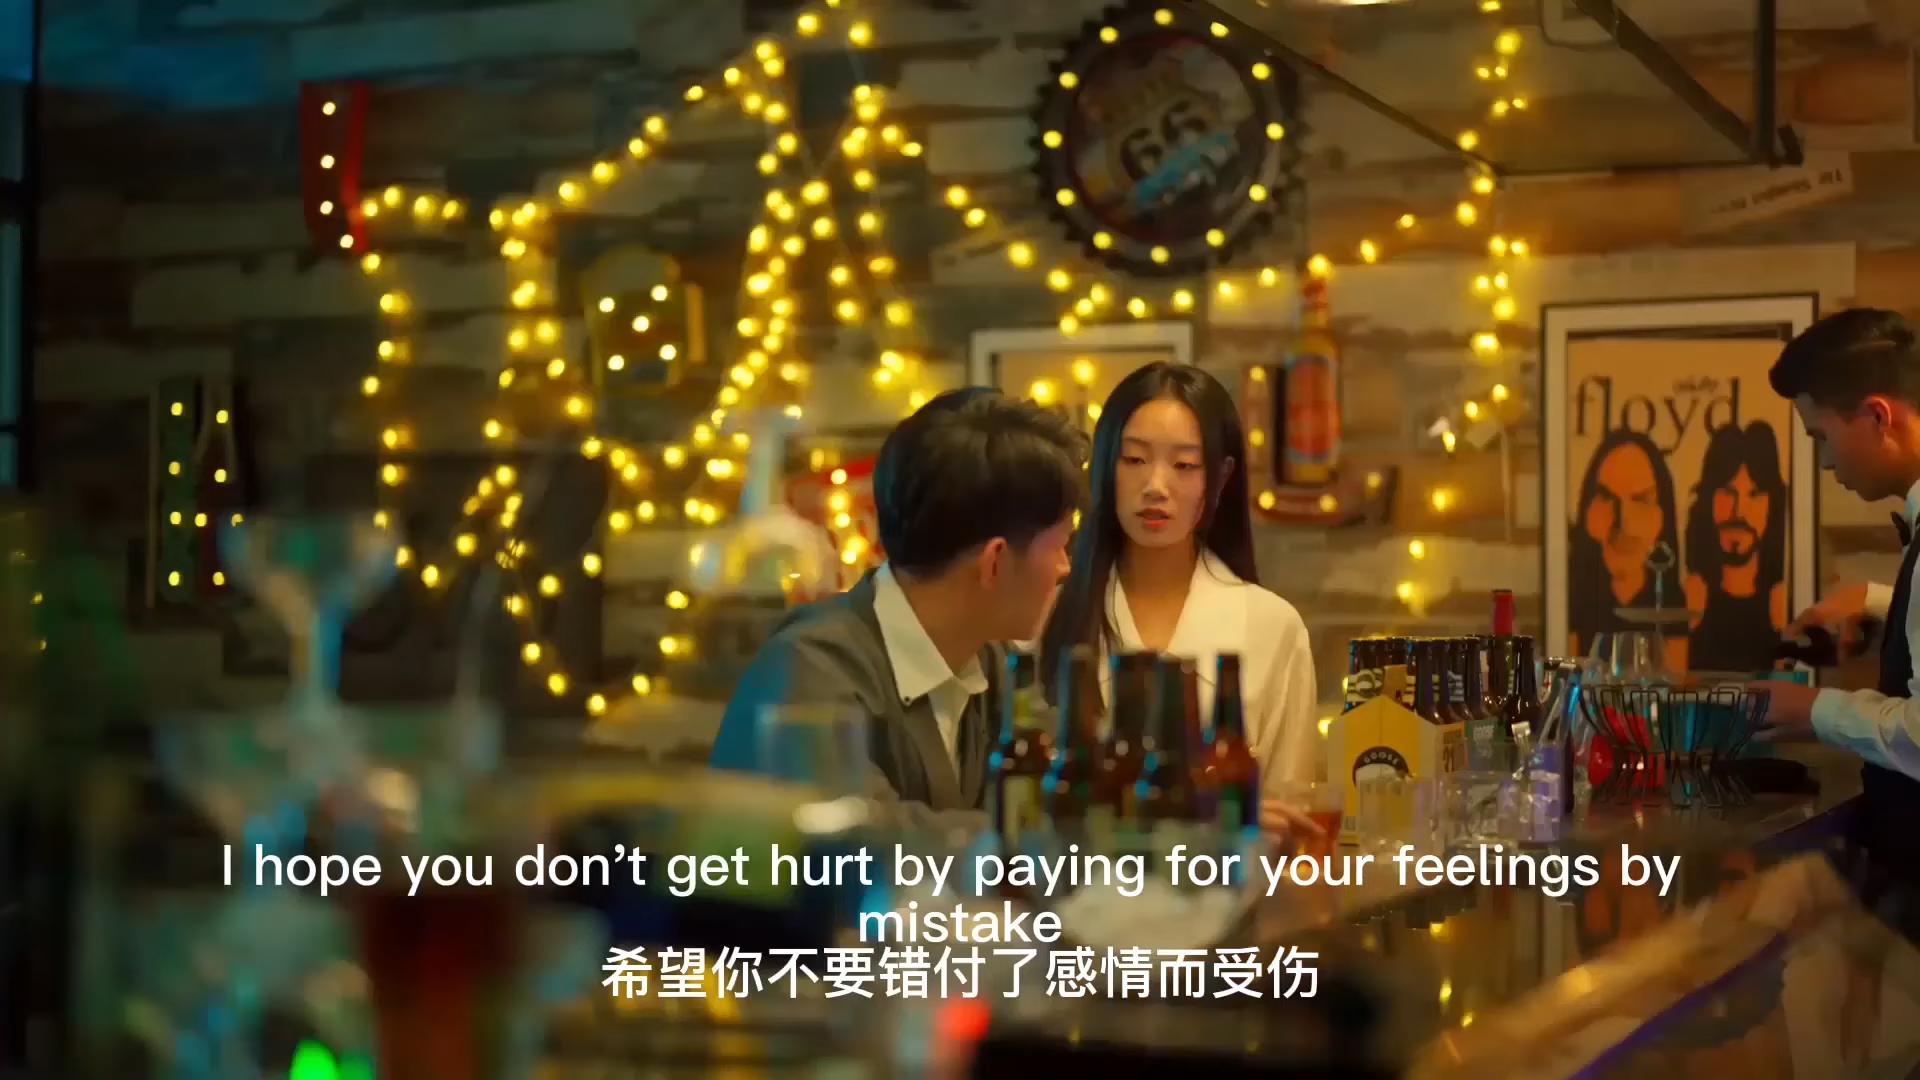 66
floyd
GOOSE
I hope you don’t get hurt by paying for your feelings by
mistake
希望你不要错付了感情而受伤